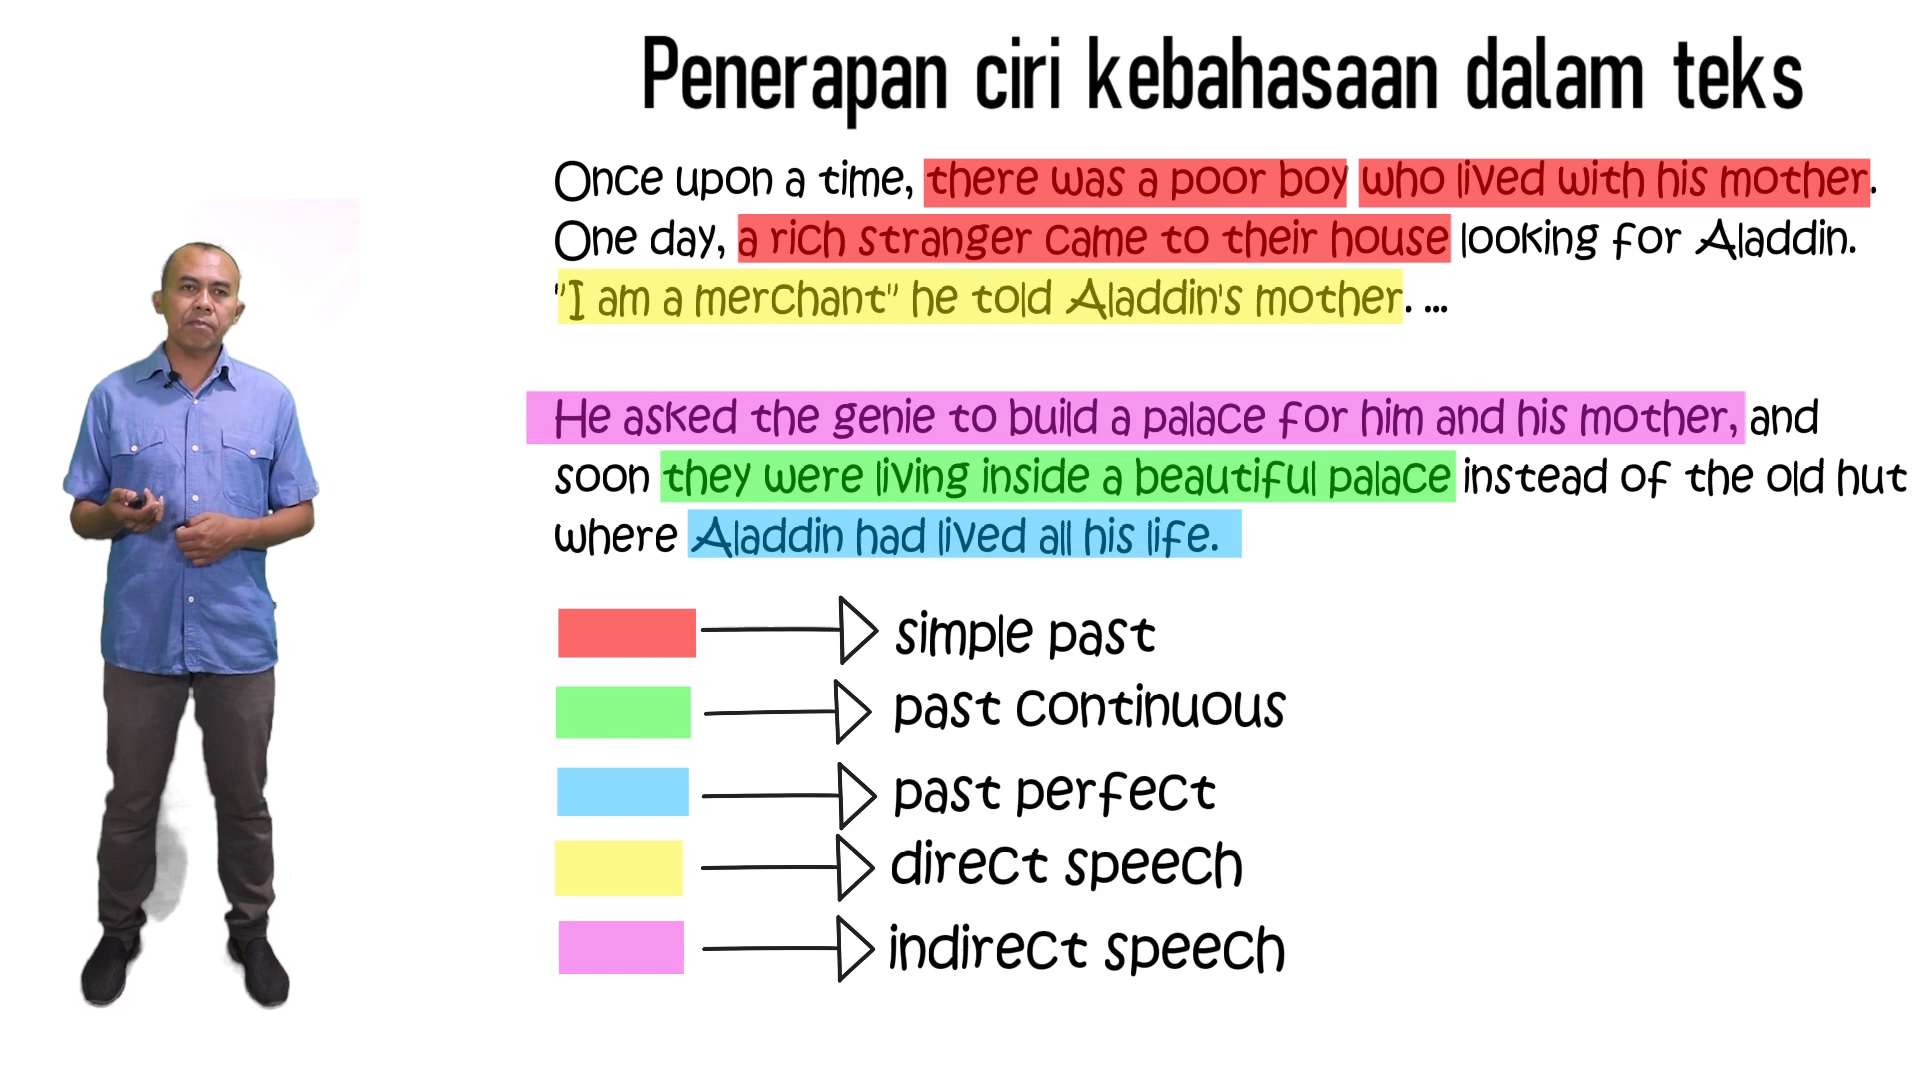 Penerapan ciri kebahasaan dalam teks
Once upon a time, there was a poor boy who lived with his mother.
One day, a rich stranger came to their house looking for Aladdin.
"I am a merchant" he told Aladdin's mother. ...
He asked the genie to build a palace for him and his mother, and
soon they were living inside a beautiful palace instead of the old hut
where Aladdin had lived all his life.
simple past
past continuous
past perfect
direct speech
indirect speech